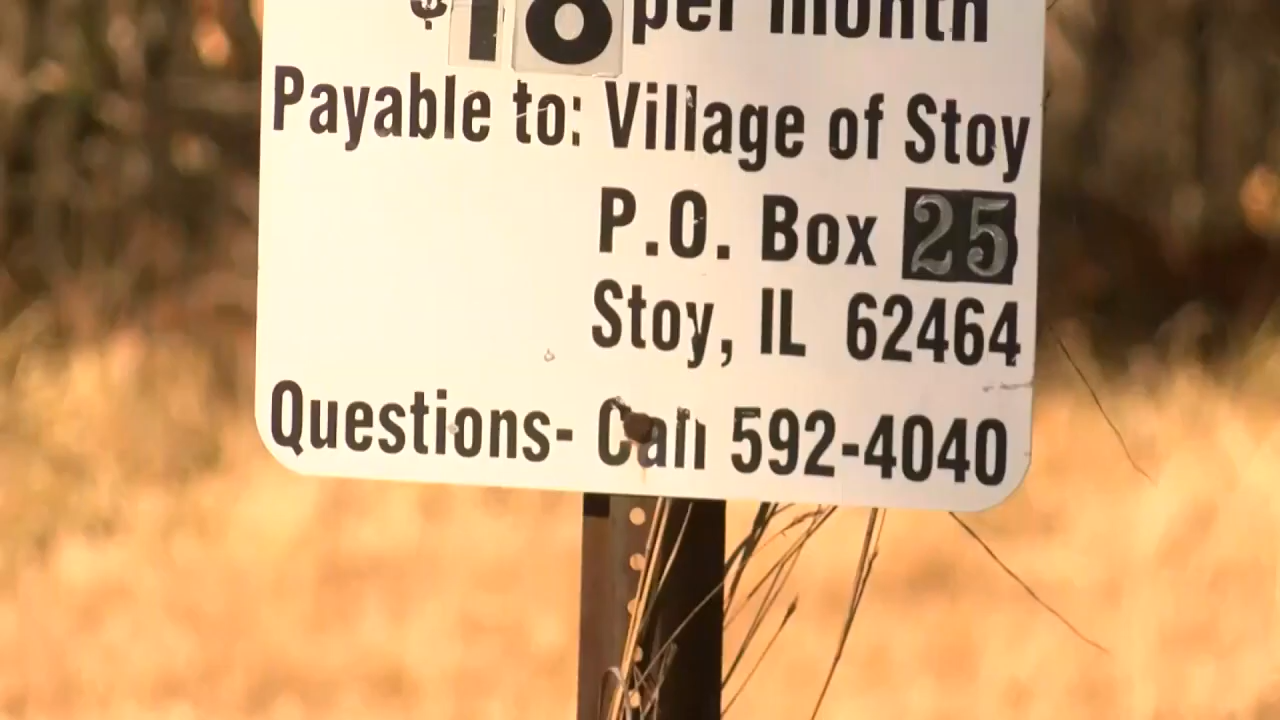 $18 per month
Payable to: Village of Stoy
P.O. Box 25
Stoy, IL 62464
Questions- Call 592-4040